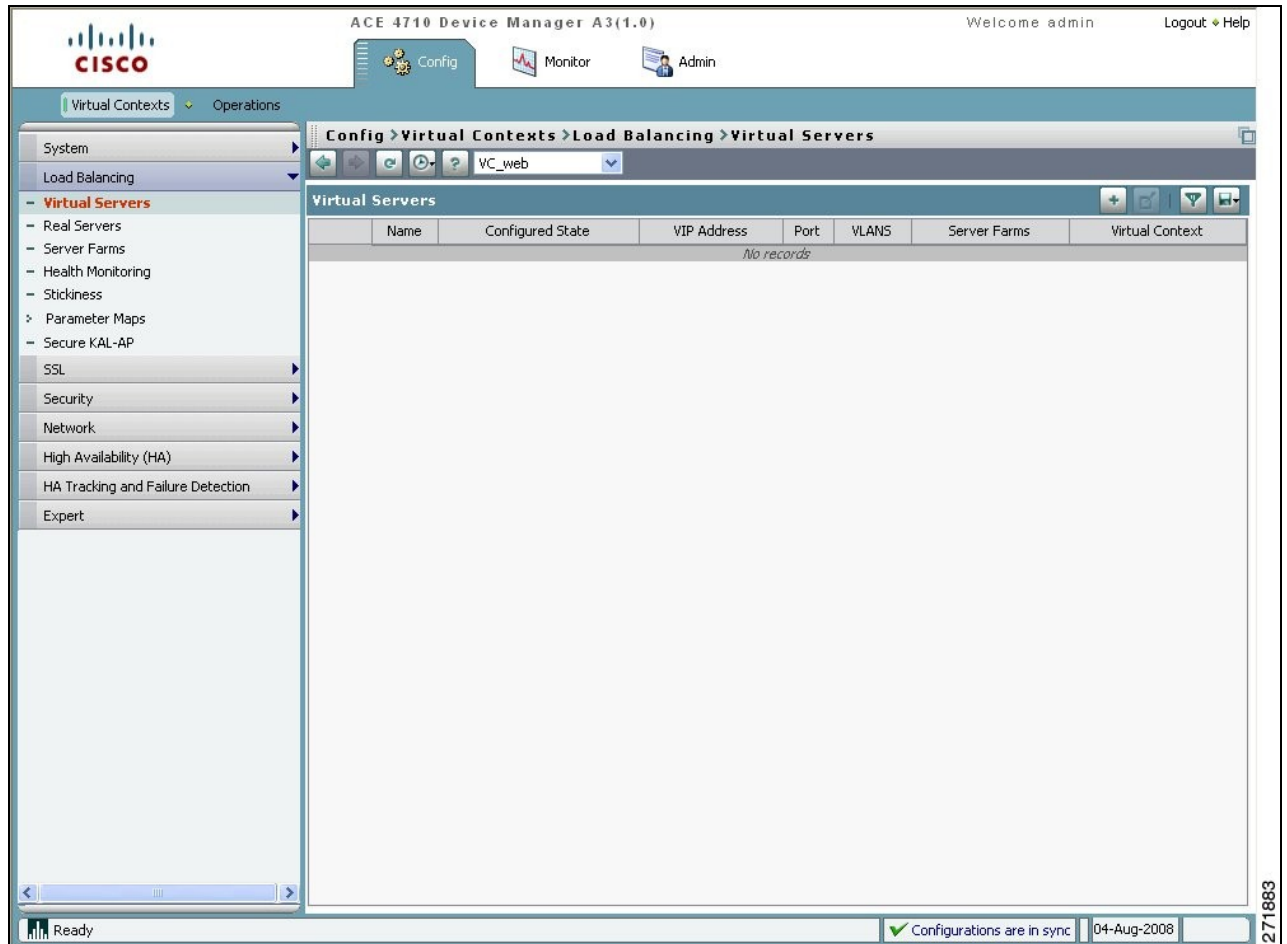 ACE 4710 Device Manager A3(1.0)
Welcome admin
Logout Help
CISCO
Config
Monitor
Admin
Virtual Contexts
Operations
Config > Virtual Contexts > Load Balancing > Virtual Servers
VC_web
System
Load Balancing
Virtual Servers
Real Servers
Server Farms
Health Monitoring
Stickiness
Parameter Maps
Secure KAL-AP
SSL
Security
Network
High Availability (HA)
HA Tracking and Failure Detection
Expert
Virtual Servers
Name Configured State VIP Address Port VLANS Server Farms Virtual Context
No records
Ready
Configurations are in sync
04-Aug-2008
271883